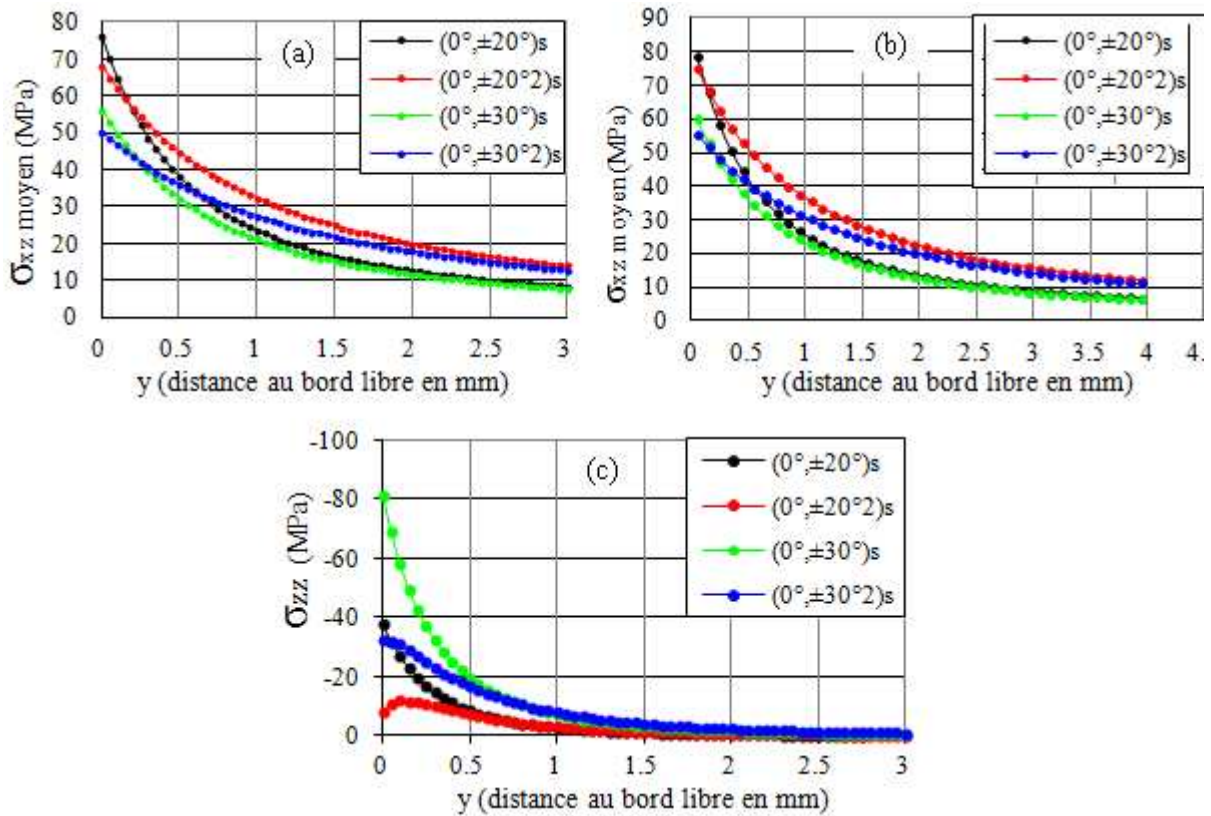 (a)
σxz moyen (MPa)
80
70
60
50
40
30
20
10
0
0 0.5 1 1.5 2 2.5 3
y (distance au bord libre en mm)
(0°,±20°)s
(0°,±20°2)s
(0°,±30°)s
(0°,±30°2)s
(b)
σxz moyen (MPa)
90
80
70
60
50
40
30
20
10
0
0 0.5 1 1.5 2 2.5 3 3.5 4 4.
y (distance au bord libre en mm)
(0°,±20°)s
(0°,±20°2)s
(0°,±30°)s
(0°,±30°2)s
(c)
σzz (MPa)
-100
-80
-60
-40
-20
0
0 0.5 1 1.5 2 2.5 3
y (distance au bord libre en mm)
(0°,±20°)s
(0°,±20°2)s
(0°,±30°)s
(0°,±30°2)s